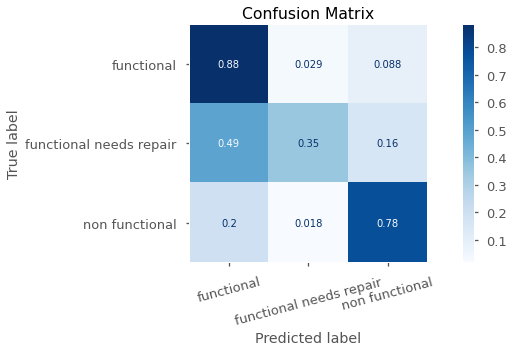 Confusion Matrix
True label
functional
0.88 0.029 0.088
functional needs repair
0.49 0.35 0.16
non functional
0.2 0.018 0.78
functional
functional needs repair
non functional
Predicted label
0.8
0.7
0.6
0.5
0.4
0.3
0.2
0.1